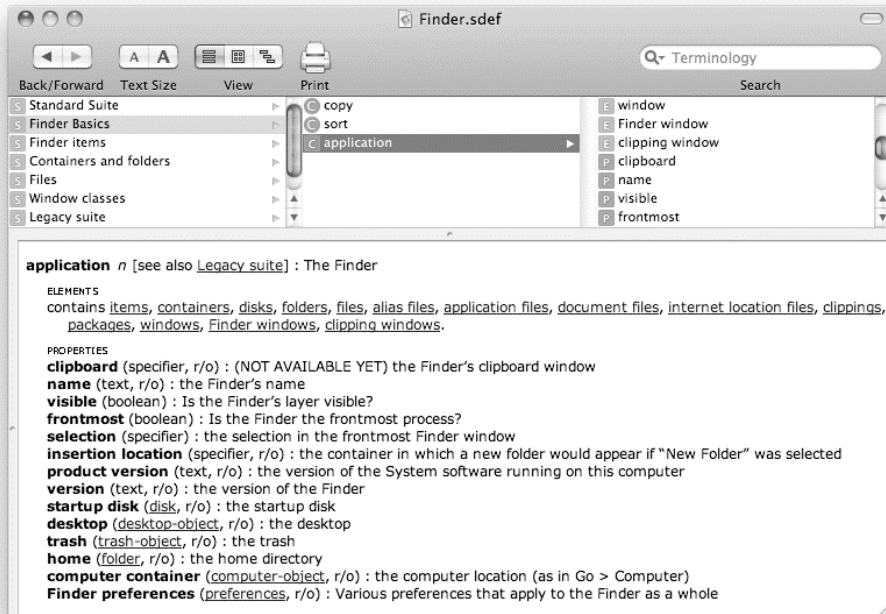 Finder.sdef
A A
Terminology
Back/Forward Text Size View Print Search
S Standard Suite
S Finder Basics
S Finder items
S Containers and folders
S Files
S Window classes
S Legacy suite
C copy
C sort
C application
E window
E Finder window
E clipping window
P clipboard
P name
P visible
P frontmost
application n [see also Legacy suite] : The Finder
ELEMENTS
contains items, containers, disks, folders, files, alias files, application files, document files, internet location files, clippings,
packages, windows, Finder windows, clipping windows.
PROPERTIES
clipboard (specifier, r/o) : (NOT AVAILABLE YET) the Finder's clipboard window
name (text, r/o) : the Finder's name
visible (boolean) : Is the Finder's layer visible?
frontmost (boolean) : Is the Finder the frontmost process?
selection (specifier) : the selection in the frontmost Finder window
insertion location (specifier, r/o) : the container in which a new folder would appear if “New Folder” was selected
product version (text, r/o) : the version of the System software running on this computer
version (text, r/o) : the version of the Finder
startup disk (disk, r/o) : the startup disk
desktop (desktop-object, r/o) : the desktop
trash (trash-object, r/o) : the trash
home (folder, r/o) : the home directory
computer container (computer-object, r/o) : the computer location (as in Go > Computer)
Finder preferences (preferences, r/o) : Various preferences that apply to the Finder as a whole